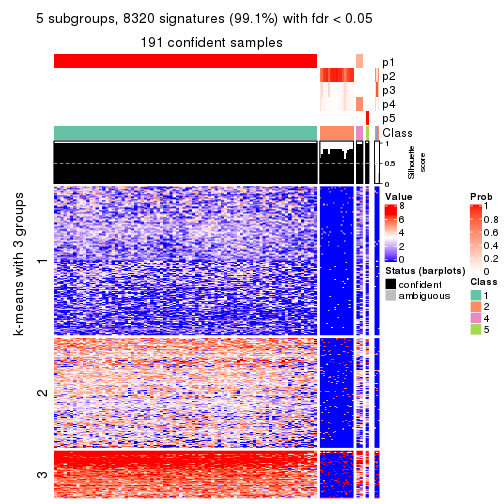 5 subgroups, 8320 signatures (99.1%) with fdr < 0.05
191 confident samples
p1
p2
p3
p4
p5
Class
1
0.5
0
Silhouette
score
k-means with 3 groups
1
2
3
Value
8
6
4
2
0
Status (barplots)
confident
ambiguous
Prob
1
0.8
0.6
0.4
0.2
0
Class
1
2
4
5